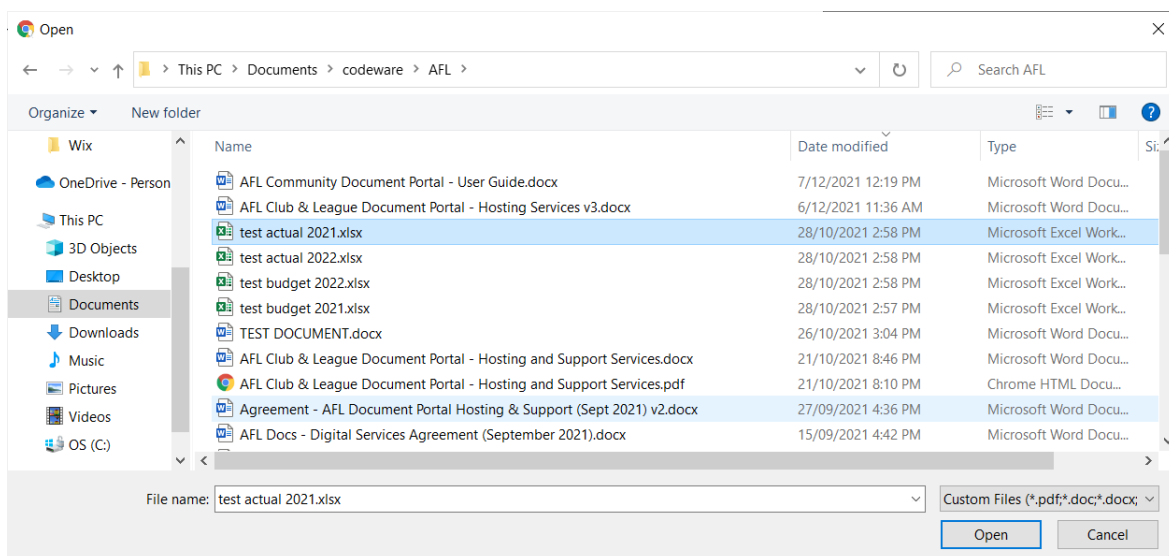 Open
This PC > Documents > codeware > AFL >
Search AFL
Organize
New folder
Wix
OneDrive - Person
This PC
3D Objects
Desktop
Documents
Downloads
Music
Pictures
Videos
OS (C:)
Name Date modified Type Si
AFL Community Document Portal - User Guide.docx 7/12/2021 12:19 PM Microsoft Word Docu...
AFL Club & League Document Portal - Hosting Services v3.docx 6/12/2021 11:36 AM Microsoft Word Docu...
test actual 2021.xlsx 28/10/2021 2:58 PM Microsoft Excel Work...
test actual 2022.xlsx 28/10/2021 2:58 PM Microsoft Excel Work...
test budget 2022.xlsx 28/10/2021 2:58 PM Microsoft Excel Work...
test budget 2021.xlsx 28/10/2021 2:57 PM Microsoft Excel Work...
TEST DOCUMENT.docx 26/10/2021 3:04 PM Microsoft Word Docu...
AFL Club & League Document Portal - Hosting and Support Services.docx 21/10/2021 8:46 PM Microsoft Word Docu...
AFL Club & League Document Portal - Hosting and Support Services.pdf 21/10/2021 8:10 PM Chrome HTML Docu...
Agreement - AFL Document Portal Hosting & Support (Sept 2021) v2.docx 27/09/2021 4:36 PM Microsoft Word Docu...
AFL Docs - Digital Services Agreement (September 2021).docx 15/09/2021 4:42 PM Microsoft Word Docu...
File name: test actual 2021.xlsx Custom Files (*.pdf;*.doc;*.docx;
Open Cancel